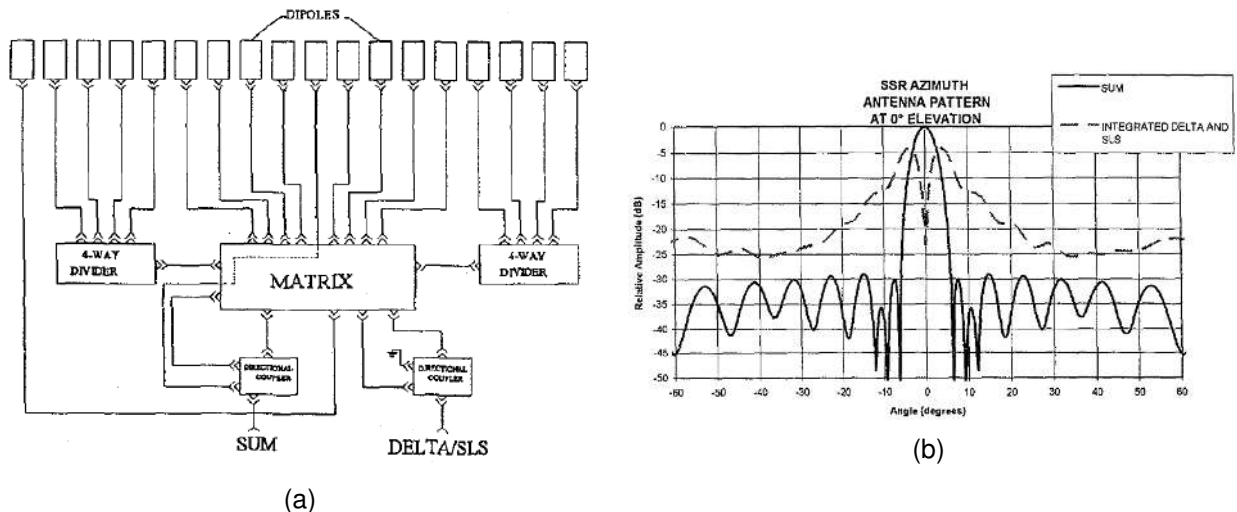 DIPOLES
4-WAY
DIVIDER
MATRIX
4-WAY
DIVIDER
DIRECTIONAL
COUPLER
DIRECTIONAL
COUPLER
SUM
DELTA/SLS
(a)
SSR AZIMUTH
ANTENNA PATTERN
AT 0° ELEVATION
SUM
INTEGRATED DELTA AND
SLS
Relative Amplitude (dB)
0
-5
-10
-15
-20
-25
-30
-35
-40
-45
-50
-60 -50 -40 -30 -20 -10 0 10 20 30 40 50 60
Angle (degrees)
(b)